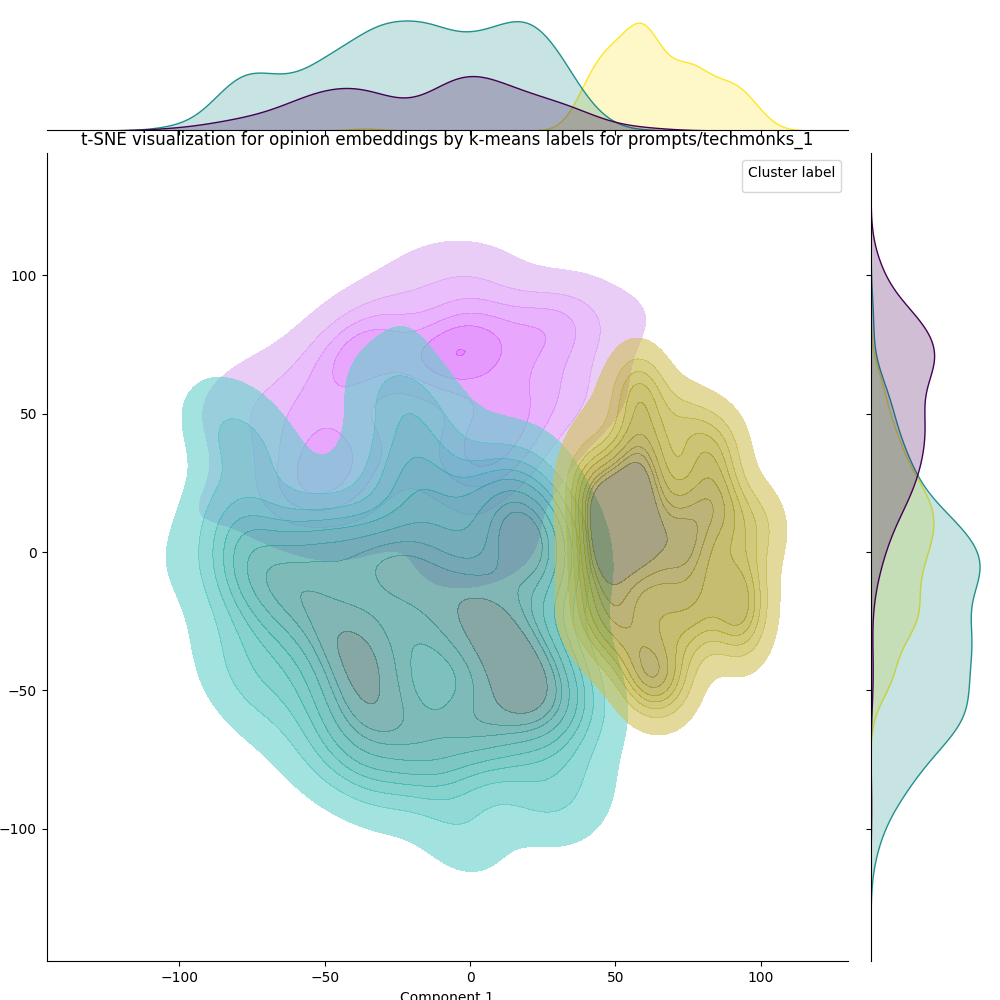 t-SNE visualization for opinion embeddings by k-means labels for prompts/techmonks_1
Cluster label
100
50
0
−50
−100
−100 −50 0 50 100
Component 1